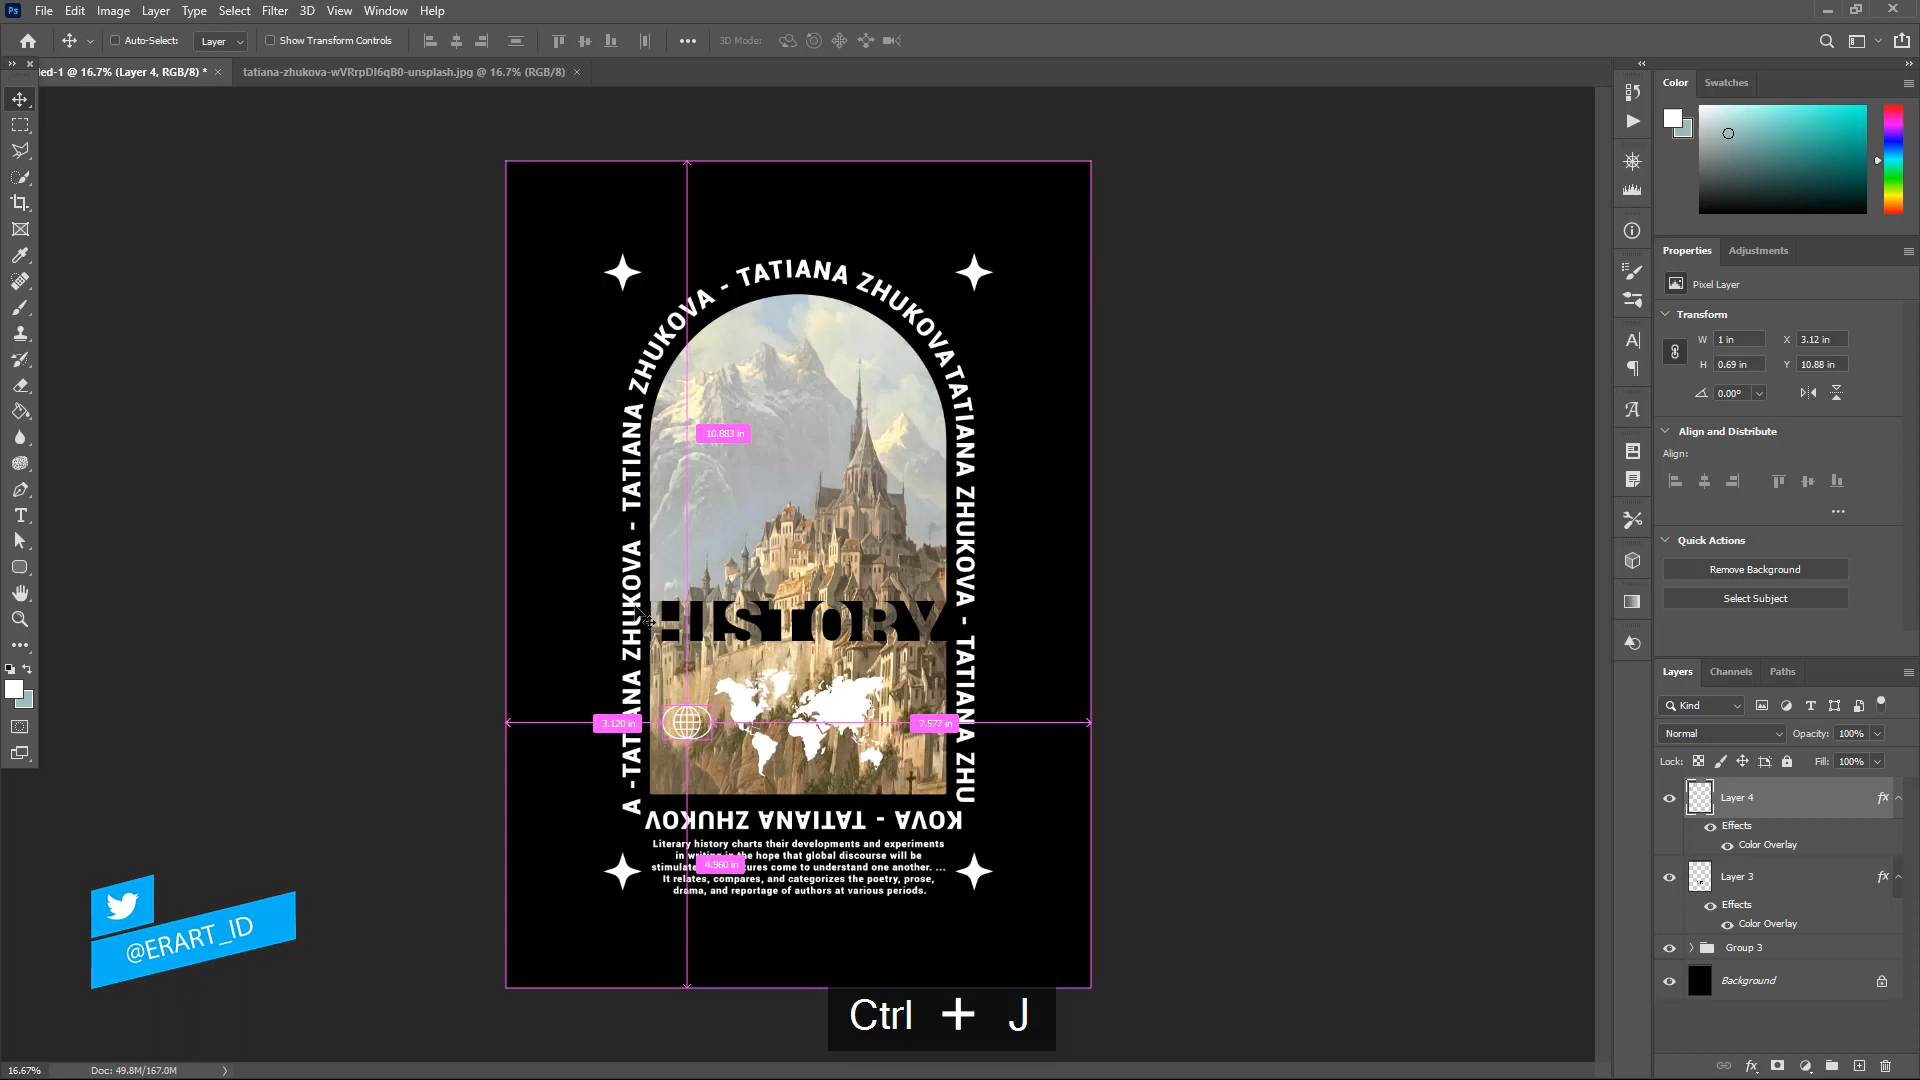 Ps File Edit Image Layer Type Select Filter 3D View Window Help
Auto-Select: Layer Show Transform Controls 3D Mode:
led-1 @ 16.7% (Layer 4, RGB/8) * tatiana-zhukova-wVRrpDI6qB0-unsplash.jpg @ 16.7% (RGB/8)
Color Swatches
Properties Adjustments
Pixel Layer
Transform
W 1 in X 3.12 in
H 0.69 in Y 10.88 in
0.00°
Align and Distribute
Align:
Quick Actions
Remove Background
Select Subject
Layers Channels Paths
Kind
Normal Opacity: 100%
Lock: Fill: 100%
Layer 4 fx
Effects
Color Overlay
Layer 3 fx
Effects
Color Overlay
Group 3
Background
A - TATIANA ZHUKOVA - TATIANA ZHUKOVA - TATIANA ZHUKOVATATIANA ZHUKOVA - TATIANA ZHU
10.883 in
HISTORY
3.120 in
7.577 in
KOVA - TATIANA ZHUKOV
Literary history charts their developments and experiments
in writing in the hope that global discourse will be
stimulate ures come to understand one another. ...
4.960 in
It relates, compares, and categorizes the poetry, prose,
drama, and reportage of authors at various periods.
@ERART_ID
Ctrl + J
16.67% Doc: 49.8M/167.0M